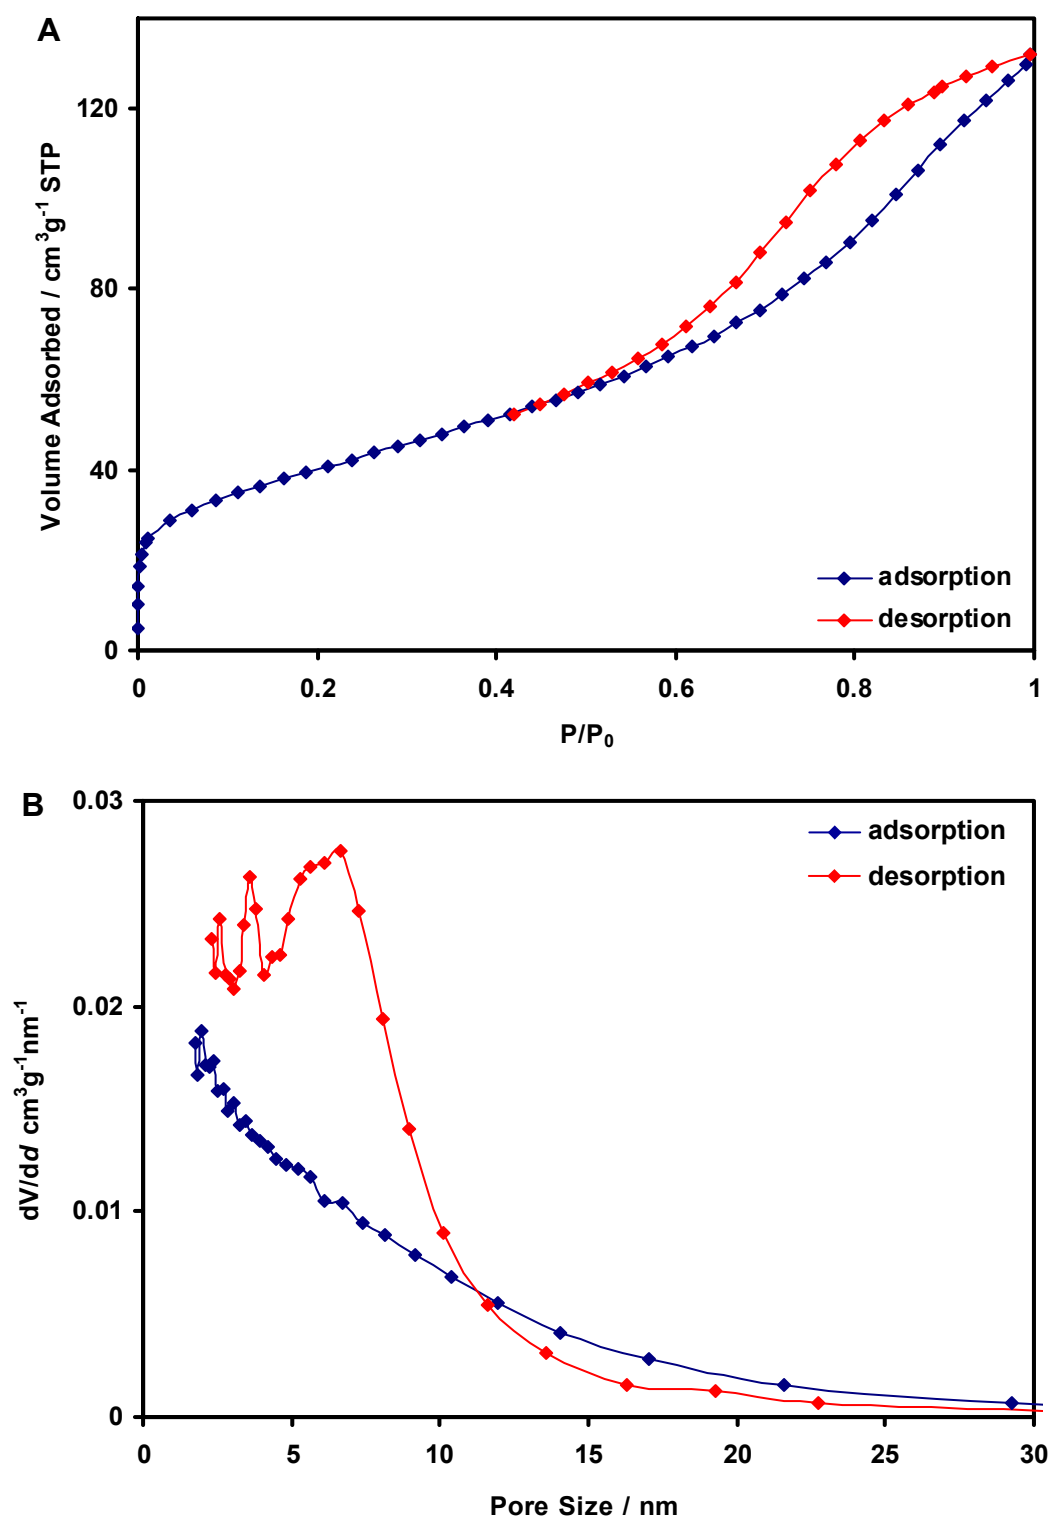 A
Volume Adsorbed / cm³g⁻¹ STP
120
80
40
0
adsorption
desorption
0 0.2 0.4 0.6 0.8 1
P/P₀
B
dV/dd cm³g⁻¹nm⁻¹
0.03
0.02
0.01
0
adsorption
desorption
0 5 10 15 20 25 30
Pore Size / nm